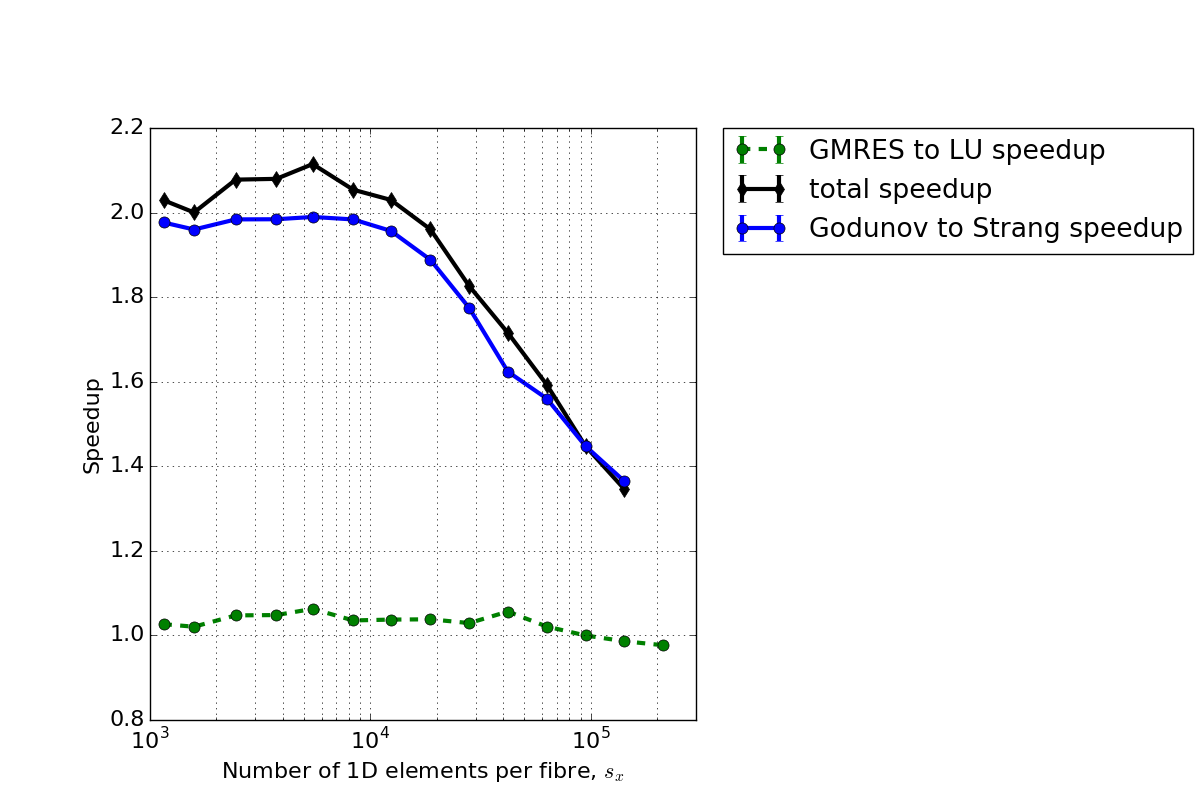 2.2
2.0
1.8
1.6
1.4
1.2
1.0
0.8
10³
10⁴
10⁵
Speedup
Number of 1D elements per fibre, sₓ
GMRES to LU speedup
total speedup
Godunov to Strang speedup